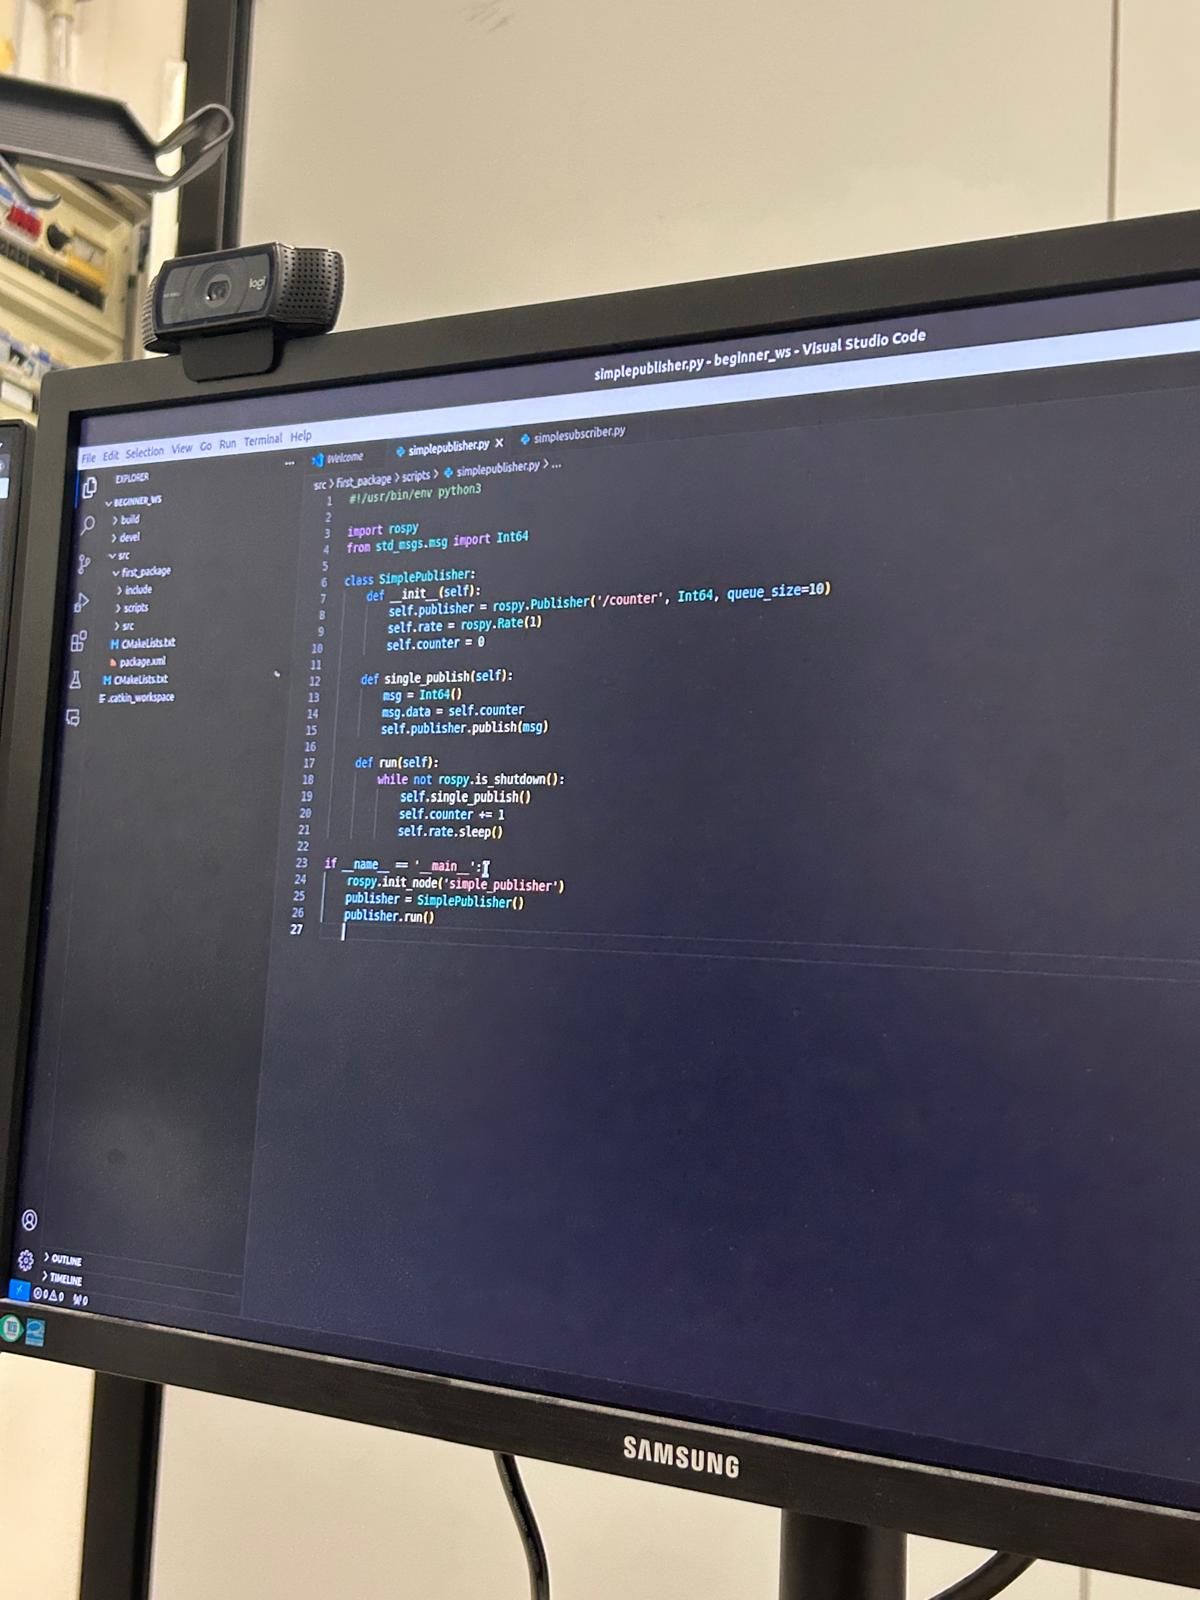 logi
simplepublisher.py - beginner_ws - Visual Studio Code
File Edit Selection View Go Run Terminal Help
EXPLORER
...
Welcome
simplepublisher.py ×
simplesubscriber.py
src > first_package > scripts > simplepublisher.py > ...
BEGINNER_WS
build
devel
src
first_package
include
scripts
src
CMakeLists.txt
package.xml
CMakeLists.txt
.catkin_workspace
1 #!/usr/bin/env python3
2
3 import rospy
4 from std_msgs.msg import Int64
5
6 class SimplePublisher:
7 def __init__(self):
8 self.publisher = rospy.Publisher('/counter', Int64, queue_size=10)
9 self.rate = rospy.Rate(1)
10 self.counter = 0
11
12 def single_publish(self):
13 msg = Int64()
14 msg.data = self.counter
15 self.publisher.publish(msg)
16
17 def run(self):
18 while not rospy.is_shutdown():
19 self.single_publish()
20 self.counter += 1
21 self.rate.sleep()
22
23 if __name__ == '__main__':
24 rospy.init_node('simple_publisher')
25 publisher = SimplePublisher()
26 publisher.run()
27
OUTLINE
TIMELINE
0 0 0
SAMSUNG